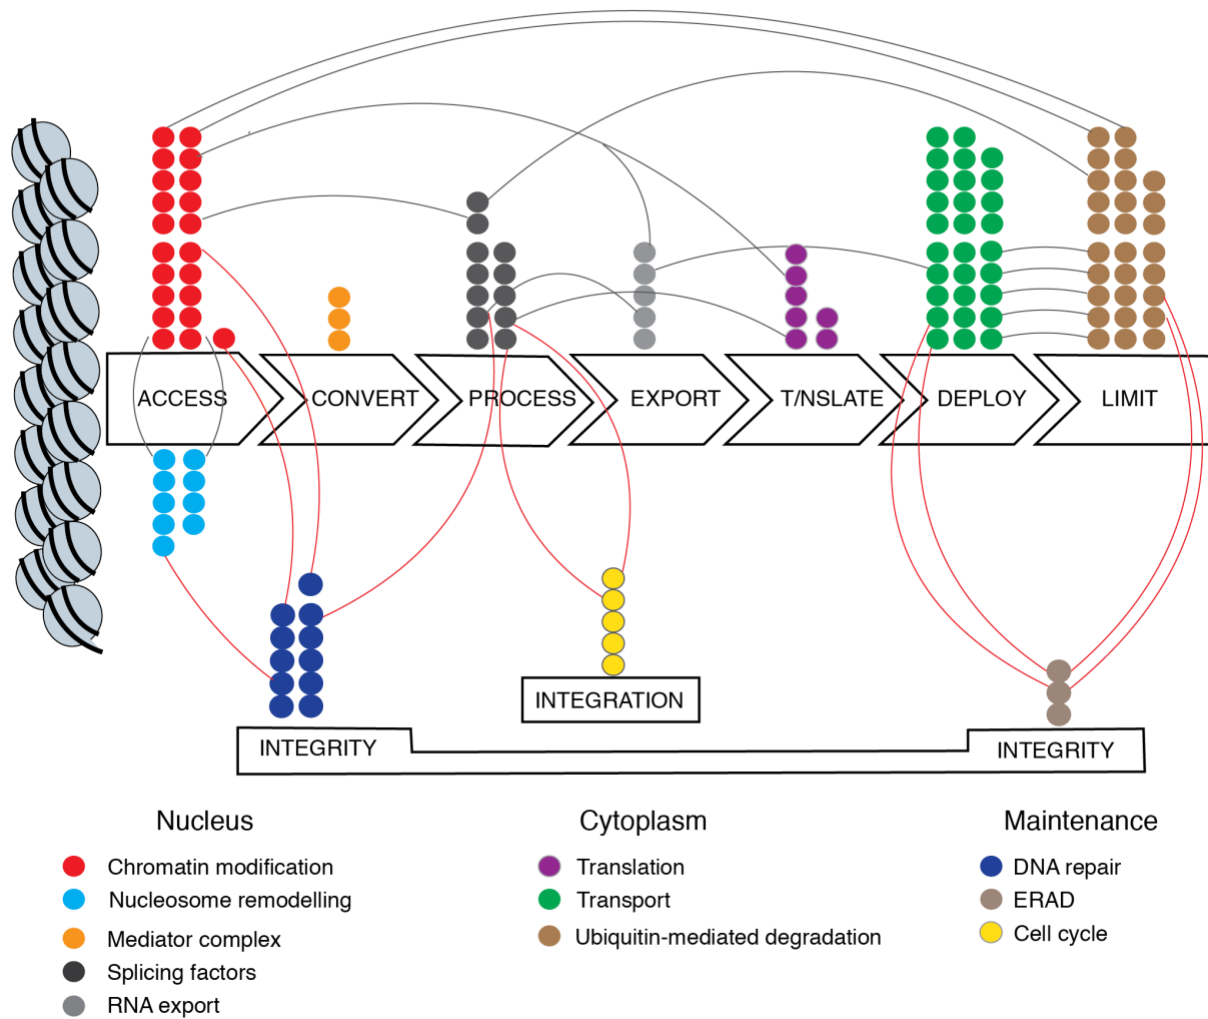 ACCESS CONVERT PROCESS EXPORT T/NSLATE DEPLOY LIMIT
INTEGRATION
INTEGRITY INTEGRITY
Nucleus Cytoplasm Maintenance
Chromatin modification Translation DNA repair
Nucleosome remodelling Transport ERAD
Mediator complex Ubiquitin-mediated degradation Cell cycle
Splicing factors
RNA export